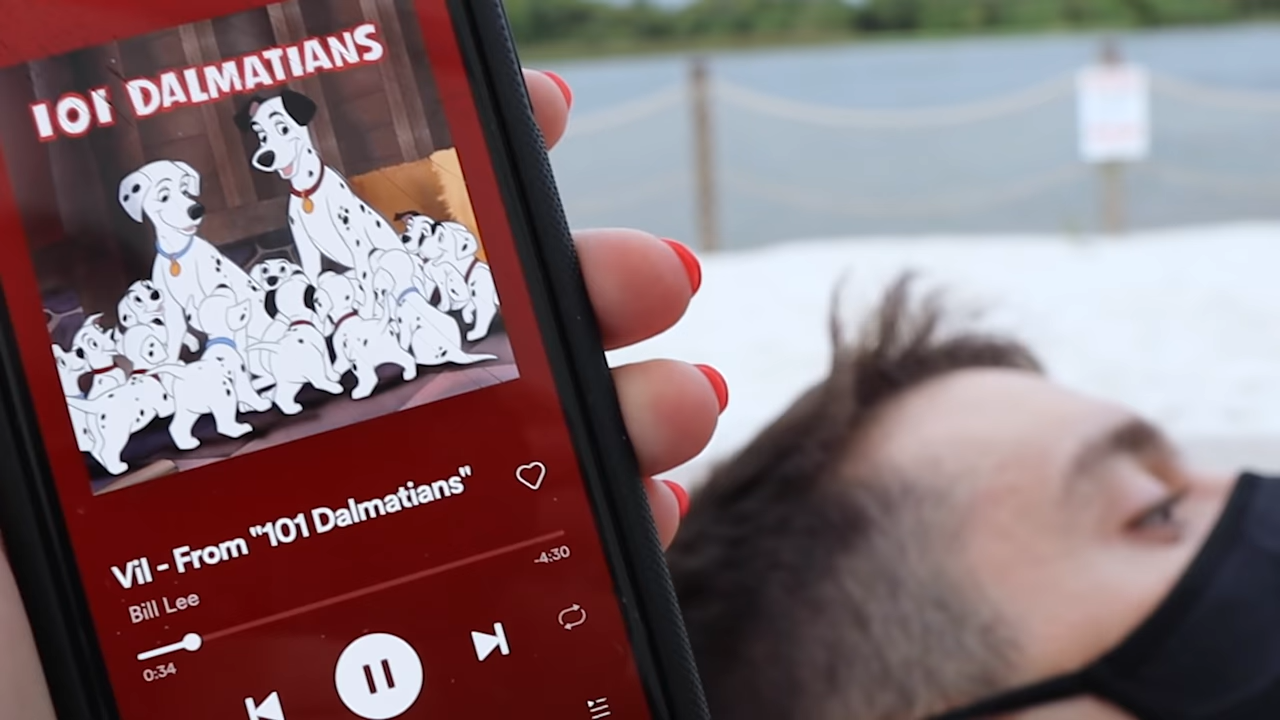 101 DALMATIANS
Vil - From "101 Dalmatians"
Bill Lee
0:34
-4:30